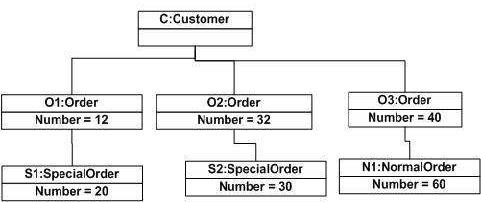 C:Customer
O1:Order
Number = 12
O2:Order
Number = 32
O3:Order
Number = 40
S1:SpecialOrder
Number = 20
S2:SpecialOrder
Number = 30
N1:NormalOrder
Number = 60